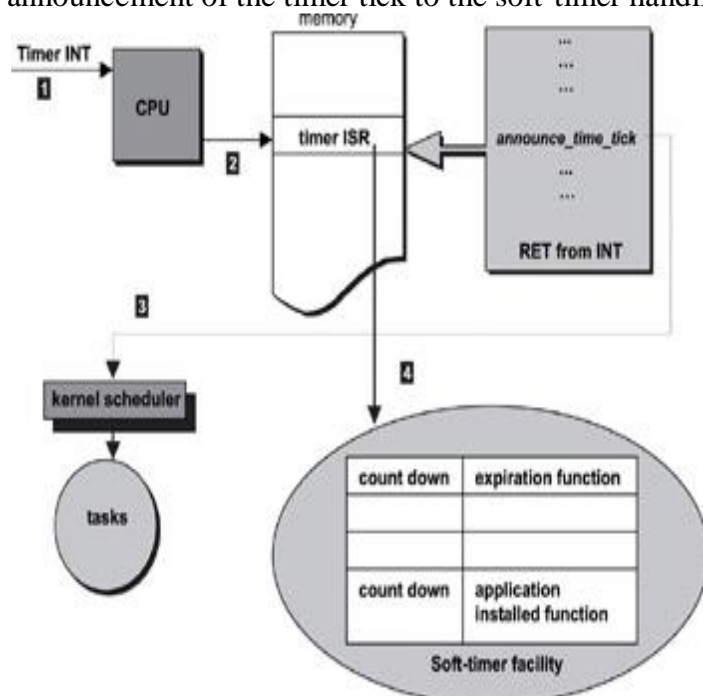 announcement of the timer tick to the soft-timer handli
memory
Timer INT
1
CPU
2
timer ISR
...
...
...
announce_time_tick
...
...
RET from INT
3
kernel scheduler
tasks
4
count down expiration function
count down application
installed function
Soft-timer facility